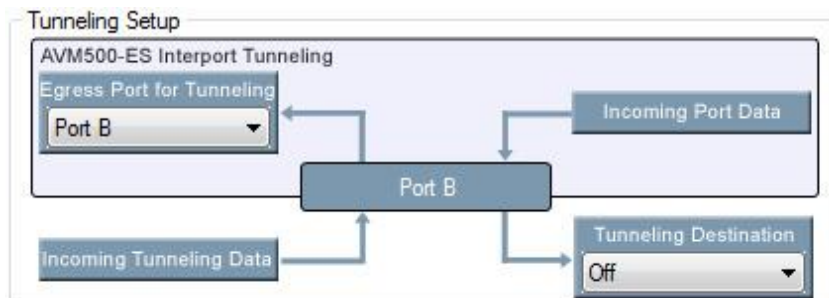 Tunneling Setup
AVM500-ES Interport Tunneling
Egress Port for Tunneling
Port B
Incoming Port Data
Port B
Incoming Tunneling Data
Tunneling Destination
Off